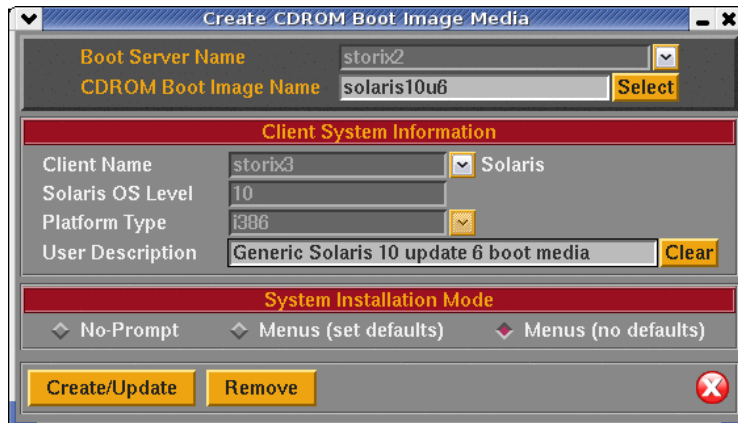 Create CDROM Boot Image Media
Boot Server Name storix2
CDROM Boot Image Name solaris10u6 Select
Client System Information
Client Name storix3 Solaris
Solaris OS Level 10
Platform Type i386
User Description Generic Solaris 10 update 6 boot media Clear
System Installation Mode
No-Prompt Menus (set defaults) Menus (no defaults)
Create/Update Remove